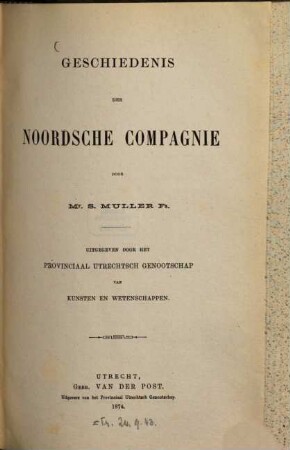 GESCHIEDENIS
DER
NOORDSCHE COMPAGNIE
DOOR
Mr. S. MULLER Fz.
UITGEGEVEN DOOR HET
PROVINCIAAL UTRECHTSCH GENOOTSCHAP
VAN
KUNSTEN EN WETENSCHAPPEN.
UTRECHT,
GEBR. VAN DER POST.
Uitgevers van het Provinciaal Utrechtsch Genootschap.
1874.